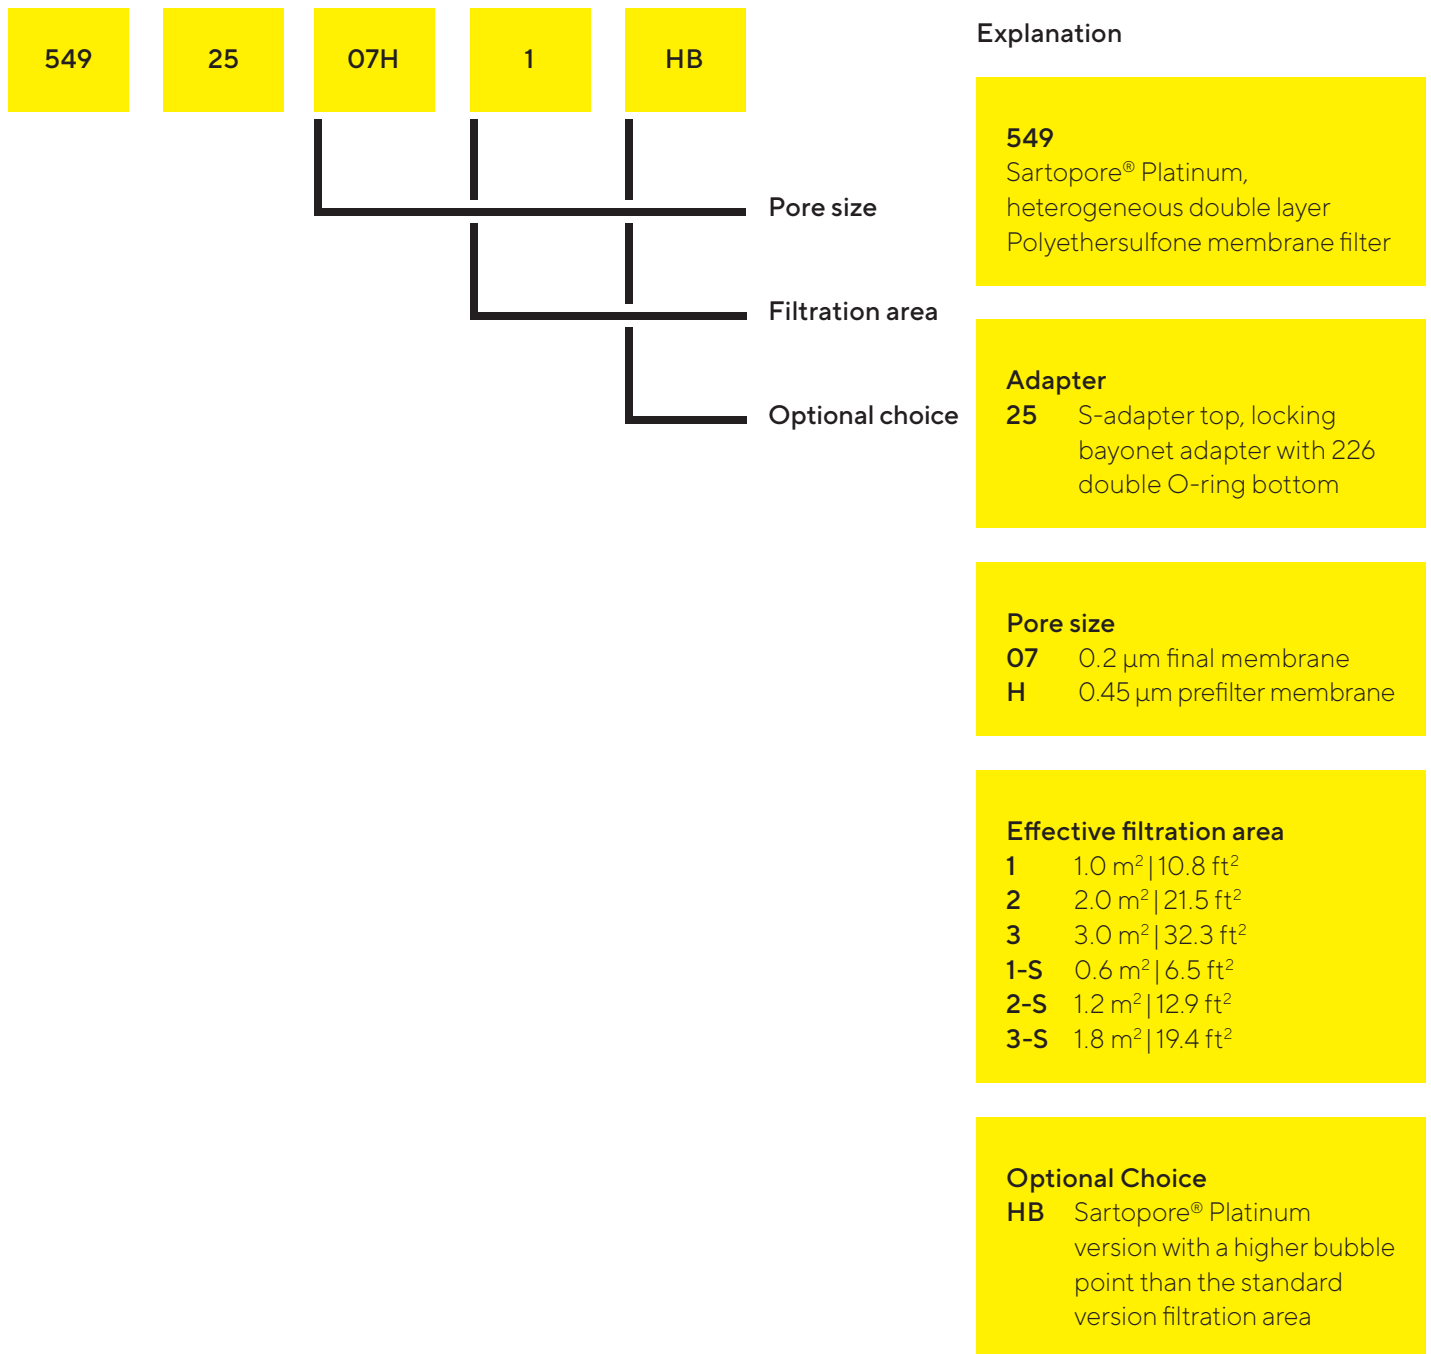 549 25 07H 1 HB
Pore size
Filtration area
Optional choice
Explanation
549
Sartopore® Platinum,
heterogeneous double layer
Polyethersulfone membrane filter
Adapter
25 S-adapter top, locking
bayonet adapter with 226
double O-ring bottom
Pore size
07 0.2 µm final membrane
H 0.45 µm prefilter membrane
Effective filtration area
1 1.0 m² | 10.8 ft²
2 2.0 m² | 21.5 ft²
3 3.0 m² | 32.3 ft²
1-S 0.6 m² | 6.5 ft²
2-S 1.2 m² | 12.9 ft²
3-S 1.8 m² | 19.4 ft²
Optional Choice
HB Sartopore® Platinum
version with a higher bubble
point than the standard
version filtration area